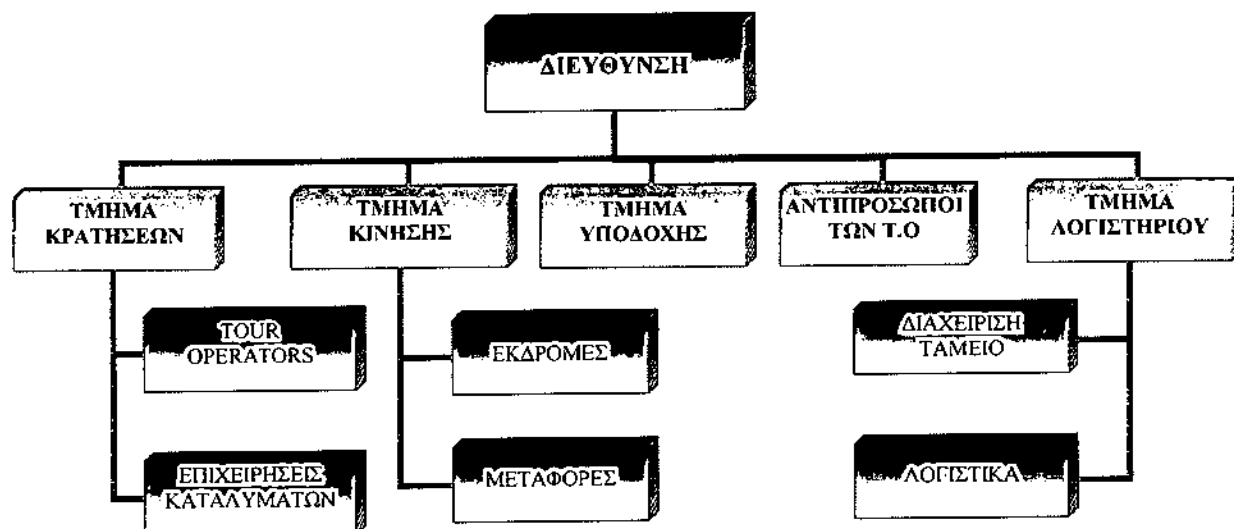 ΔΙΕΥΘΥΝΣΗ
ΤΜΗΜΑ
ΚΡΑΤΗΣΕΩΝ
ΤΜΗΜΑ
ΚΙΝΗΣΗΣ
ΤΜΗΜΑ
ΥΠΟΔΟΧΗΣ
ΑΝΤΙΠΡΟΣΩΠΟΙ
ΤΩΝ Τ.Ο
ΤΜΗΜΑ
ΛΟΓΙΣΤΗΡΙΟΥ
TOUR
OPERATORS
ΕΚΔΡΟΜΕΣ
ΔΙΑΧΕΙΡΙΣΗ
ΤΑΜΕΙΟ
ΕΠΙΧΕΙΡΗΣΕΙΣ
ΚΑΤΑΛΥΜΑΤΩΝ
ΜΕΤΑΦΟΡΕΣ
ΛΟΓΙΣΤΙΚΑ